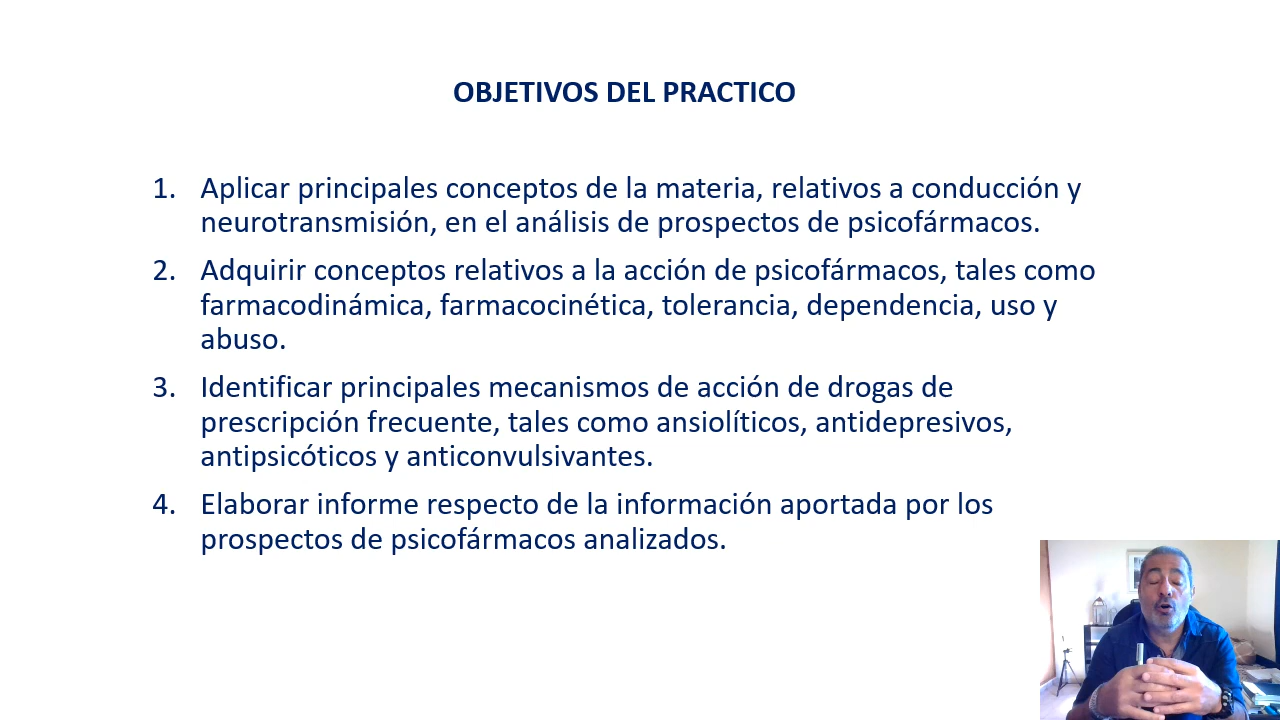 OBJETIVOS DEL PRACTICO
1. Aplicar principales conceptos de la materia, relativos a conducción y
neurotransmisión, en el análisis de prospectos de psicofármacos.
2. Adquirir conceptos relativos a la acción de psicofármacos, tales como
farmacodinámica, farmacocinética, tolerancia, dependencia, uso y
abuso.
3. Identificar principales mecanismos de acción de drogas de
prescripción frecuente, tales como ansiolíticos, antidepresivos,
antipsicóticos y anticonvulsivantes.
4. Elaborar informe respecto de la información aportada por los
prospectos de psicofármacos analizados.